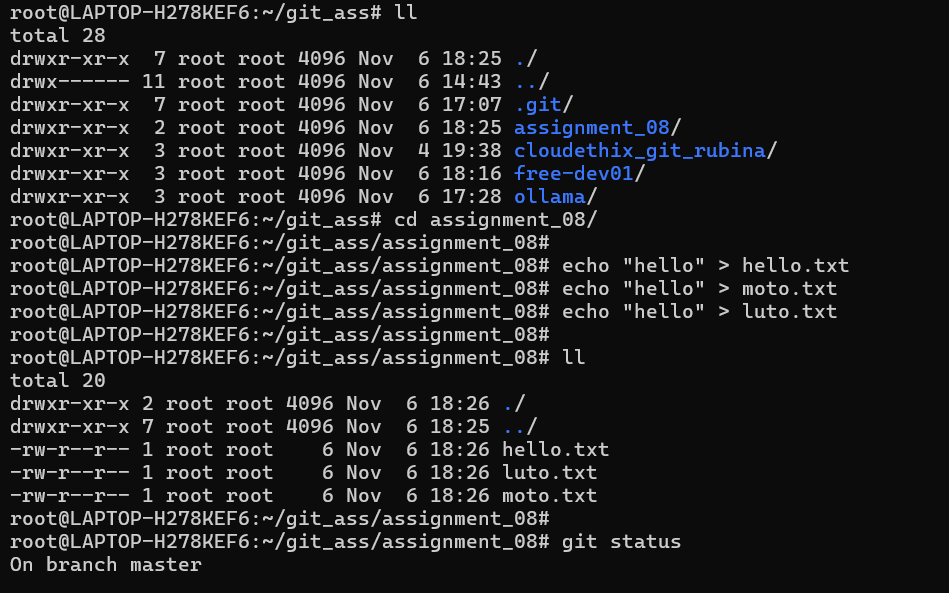 root@LAPTOP-H278KEF6:~/git_ass# ll
total 28
drwxr-xr-x  7 root root 4096 Nov  6 18:25 ./
drwx------ 11 root root 4096 Nov  6 14:43 ../
drwxr-xr-x  7 root root 4096 Nov  6 17:07 .git/
drwxr-xr-x  2 root root 4096 Nov  6 18:25 assignment_08/
drwxr-xr-x  3 root root 4096 Nov  4 19:38 cloudethix_git_rubina/
drwxr-xr-x  3 root root 4096 Nov  6 18:16 free-dev01/
drwxr-xr-x  3 root root 4096 Nov  6 17:28 ollama/
root@LAPTOP-H278KEF6:~/git_ass# cd assignment_08/
root@LAPTOP-H278KEF6:~/git_ass/assignment_08#
root@LAPTOP-H278KEF6:~/git_ass/assignment_08# echo "hello" > hello.txt
root@LAPTOP-H278KEF6:~/git_ass/assignment_08# echo "hello" > moto.txt
root@LAPTOP-H278KEF6:~/git_ass/assignment_08# echo "hello" > luto.txt
root@LAPTOP-H278KEF6:~/git_ass/assignment_08#
root@LAPTOP-H278KEF6:~/git_ass/assignment_08# ll
total 20
drwxr-xr-x 2 root root 4096 Nov  6 18:26 ./
drwxr-xr-x 7 root root 4096 Nov  6 18:25 ../
-rw-r--r-- 1 root root    6 Nov  6 18:26 hello.txt
-rw-r--r-- 1 root root    6 Nov  6 18:26 luto.txt
-rw-r--r-- 1 root root    6 Nov  6 18:26 moto.txt
root@LAPTOP-H278KEF6:~/git_ass/assignment_08#
root@LAPTOP-H278KEF6:~/git_ass/assignment_08# git status
On branch master